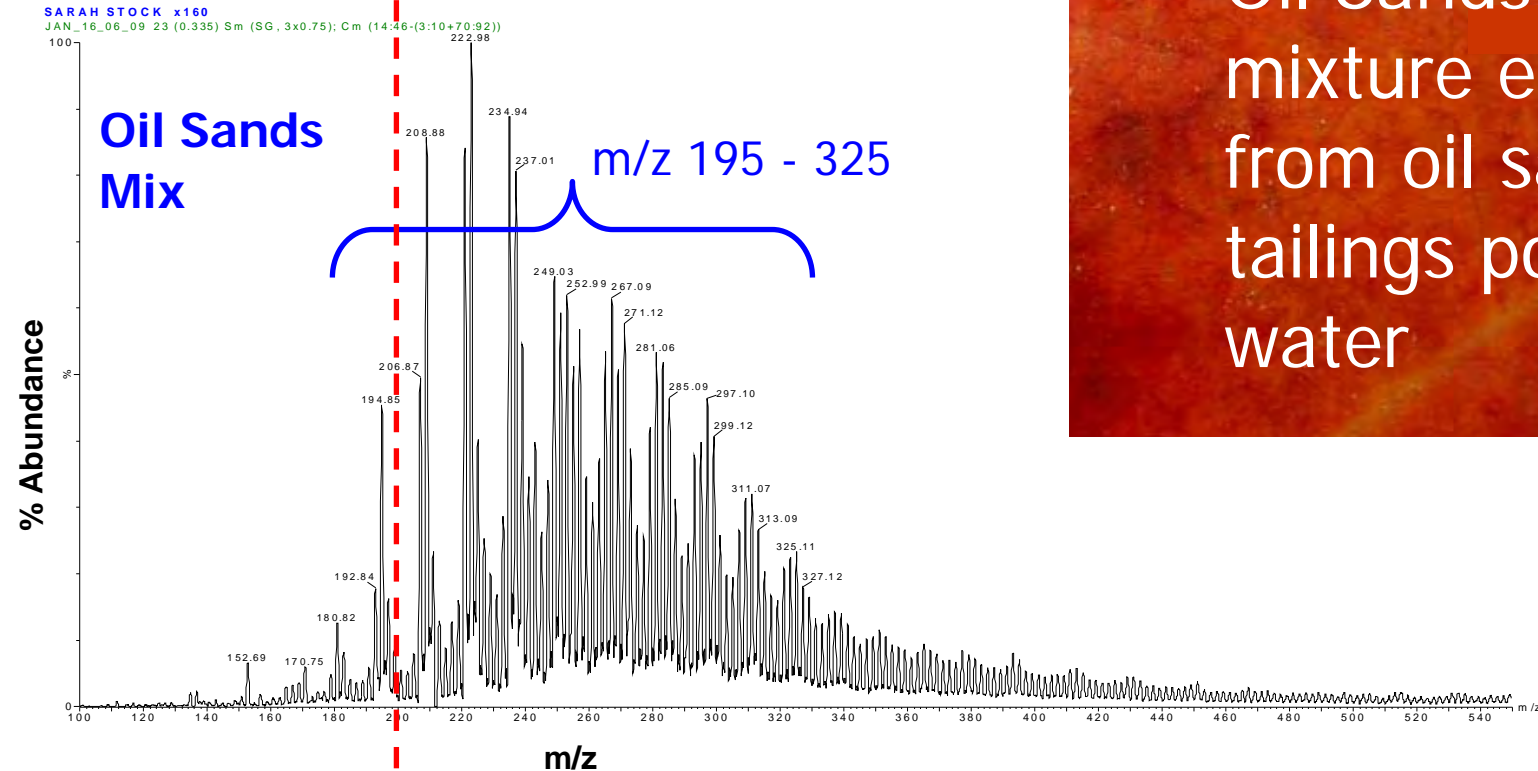 SARAH STOCK x160
JAN_16_06_09 23 (0.335) Sm (SG, 3x0.75); Cm (14:46-(3:10+70:92))
100
222.98
Oil Sands
Mix
208.88
234.94
237.01
m/z 195 - 325
249.03
252.99
267.09
271.12
281.06
285.09
297.10
299.12
311.07
313.09
325.11
327.12
206.87
194.85
192.84
180.82
170.75
152.69
% Abundance
%
0
100 120 140 160 180 200 220 240 260 280 300 320 340 360 380 400 420 440 460 480 500 520 540
m/z
m/z
Oil Sands
mixture e
from oil sa
tailings po
water